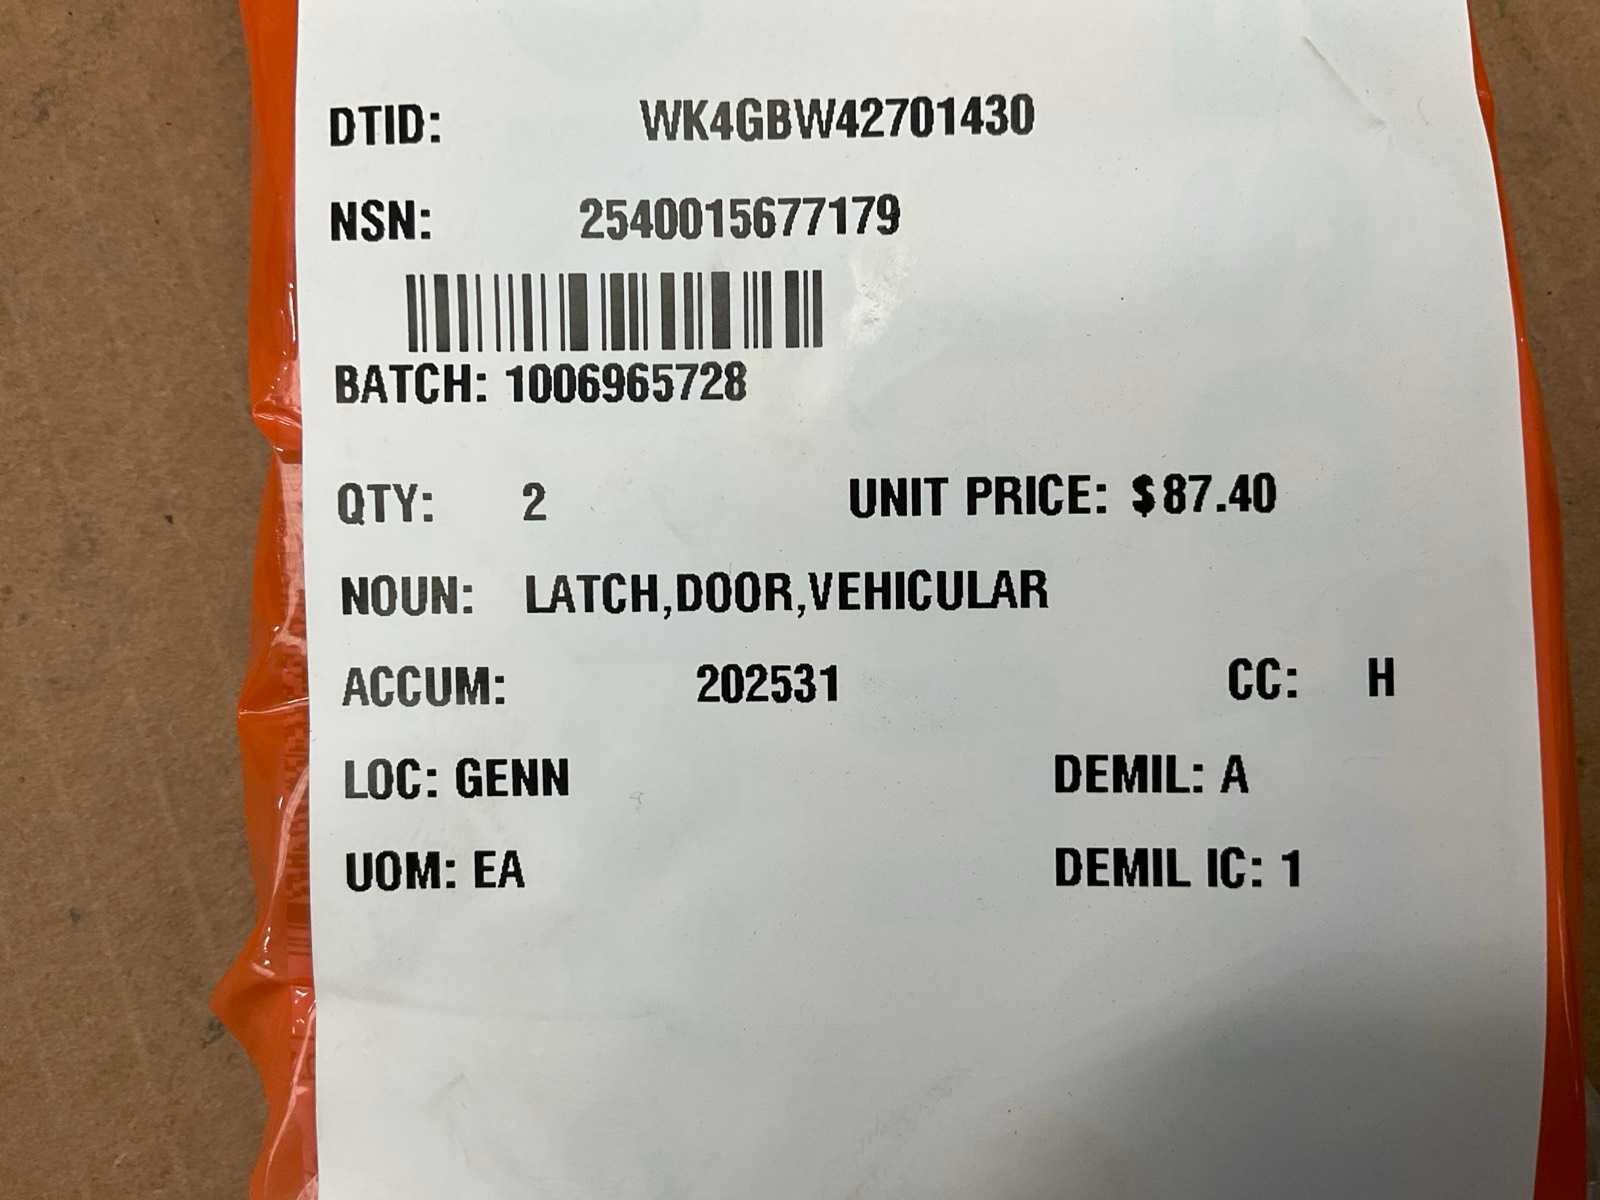 DTID: WK4GBW42701430
NSN: 2540015677179
BATCH: 1006965728
QTY: 2 UNIT PRICE: $87.40
NOUN: LATCH,DOOR,VEHICULAR
ACCUM: 202531 CC: H
LOC: GENN DEMIL: A
UOM: EA DEMIL IC: 1